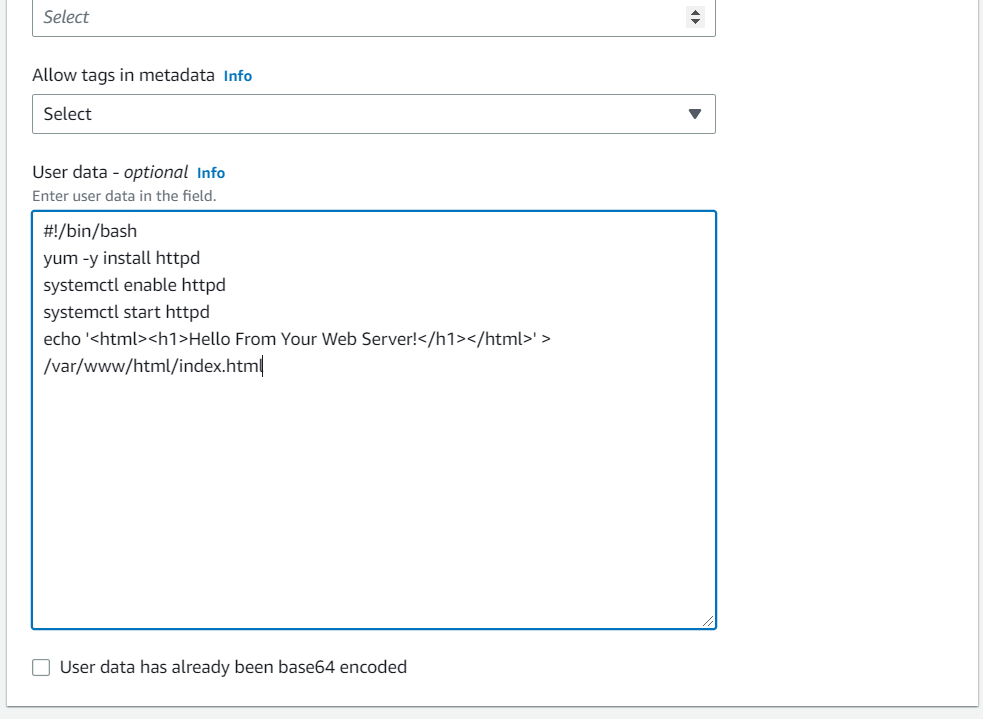 Select
Allow tags in metadata Info
Select
User data - optional Info
Enter user data in the field.
#!/bin/bash
yum -y install httpd
systemctl enable httpd
systemctl start httpd
echo '<html><h1>Hello From Your Web Server!</h1></html>' >
/var/www/html/index.html
User data has already been base64 encoded